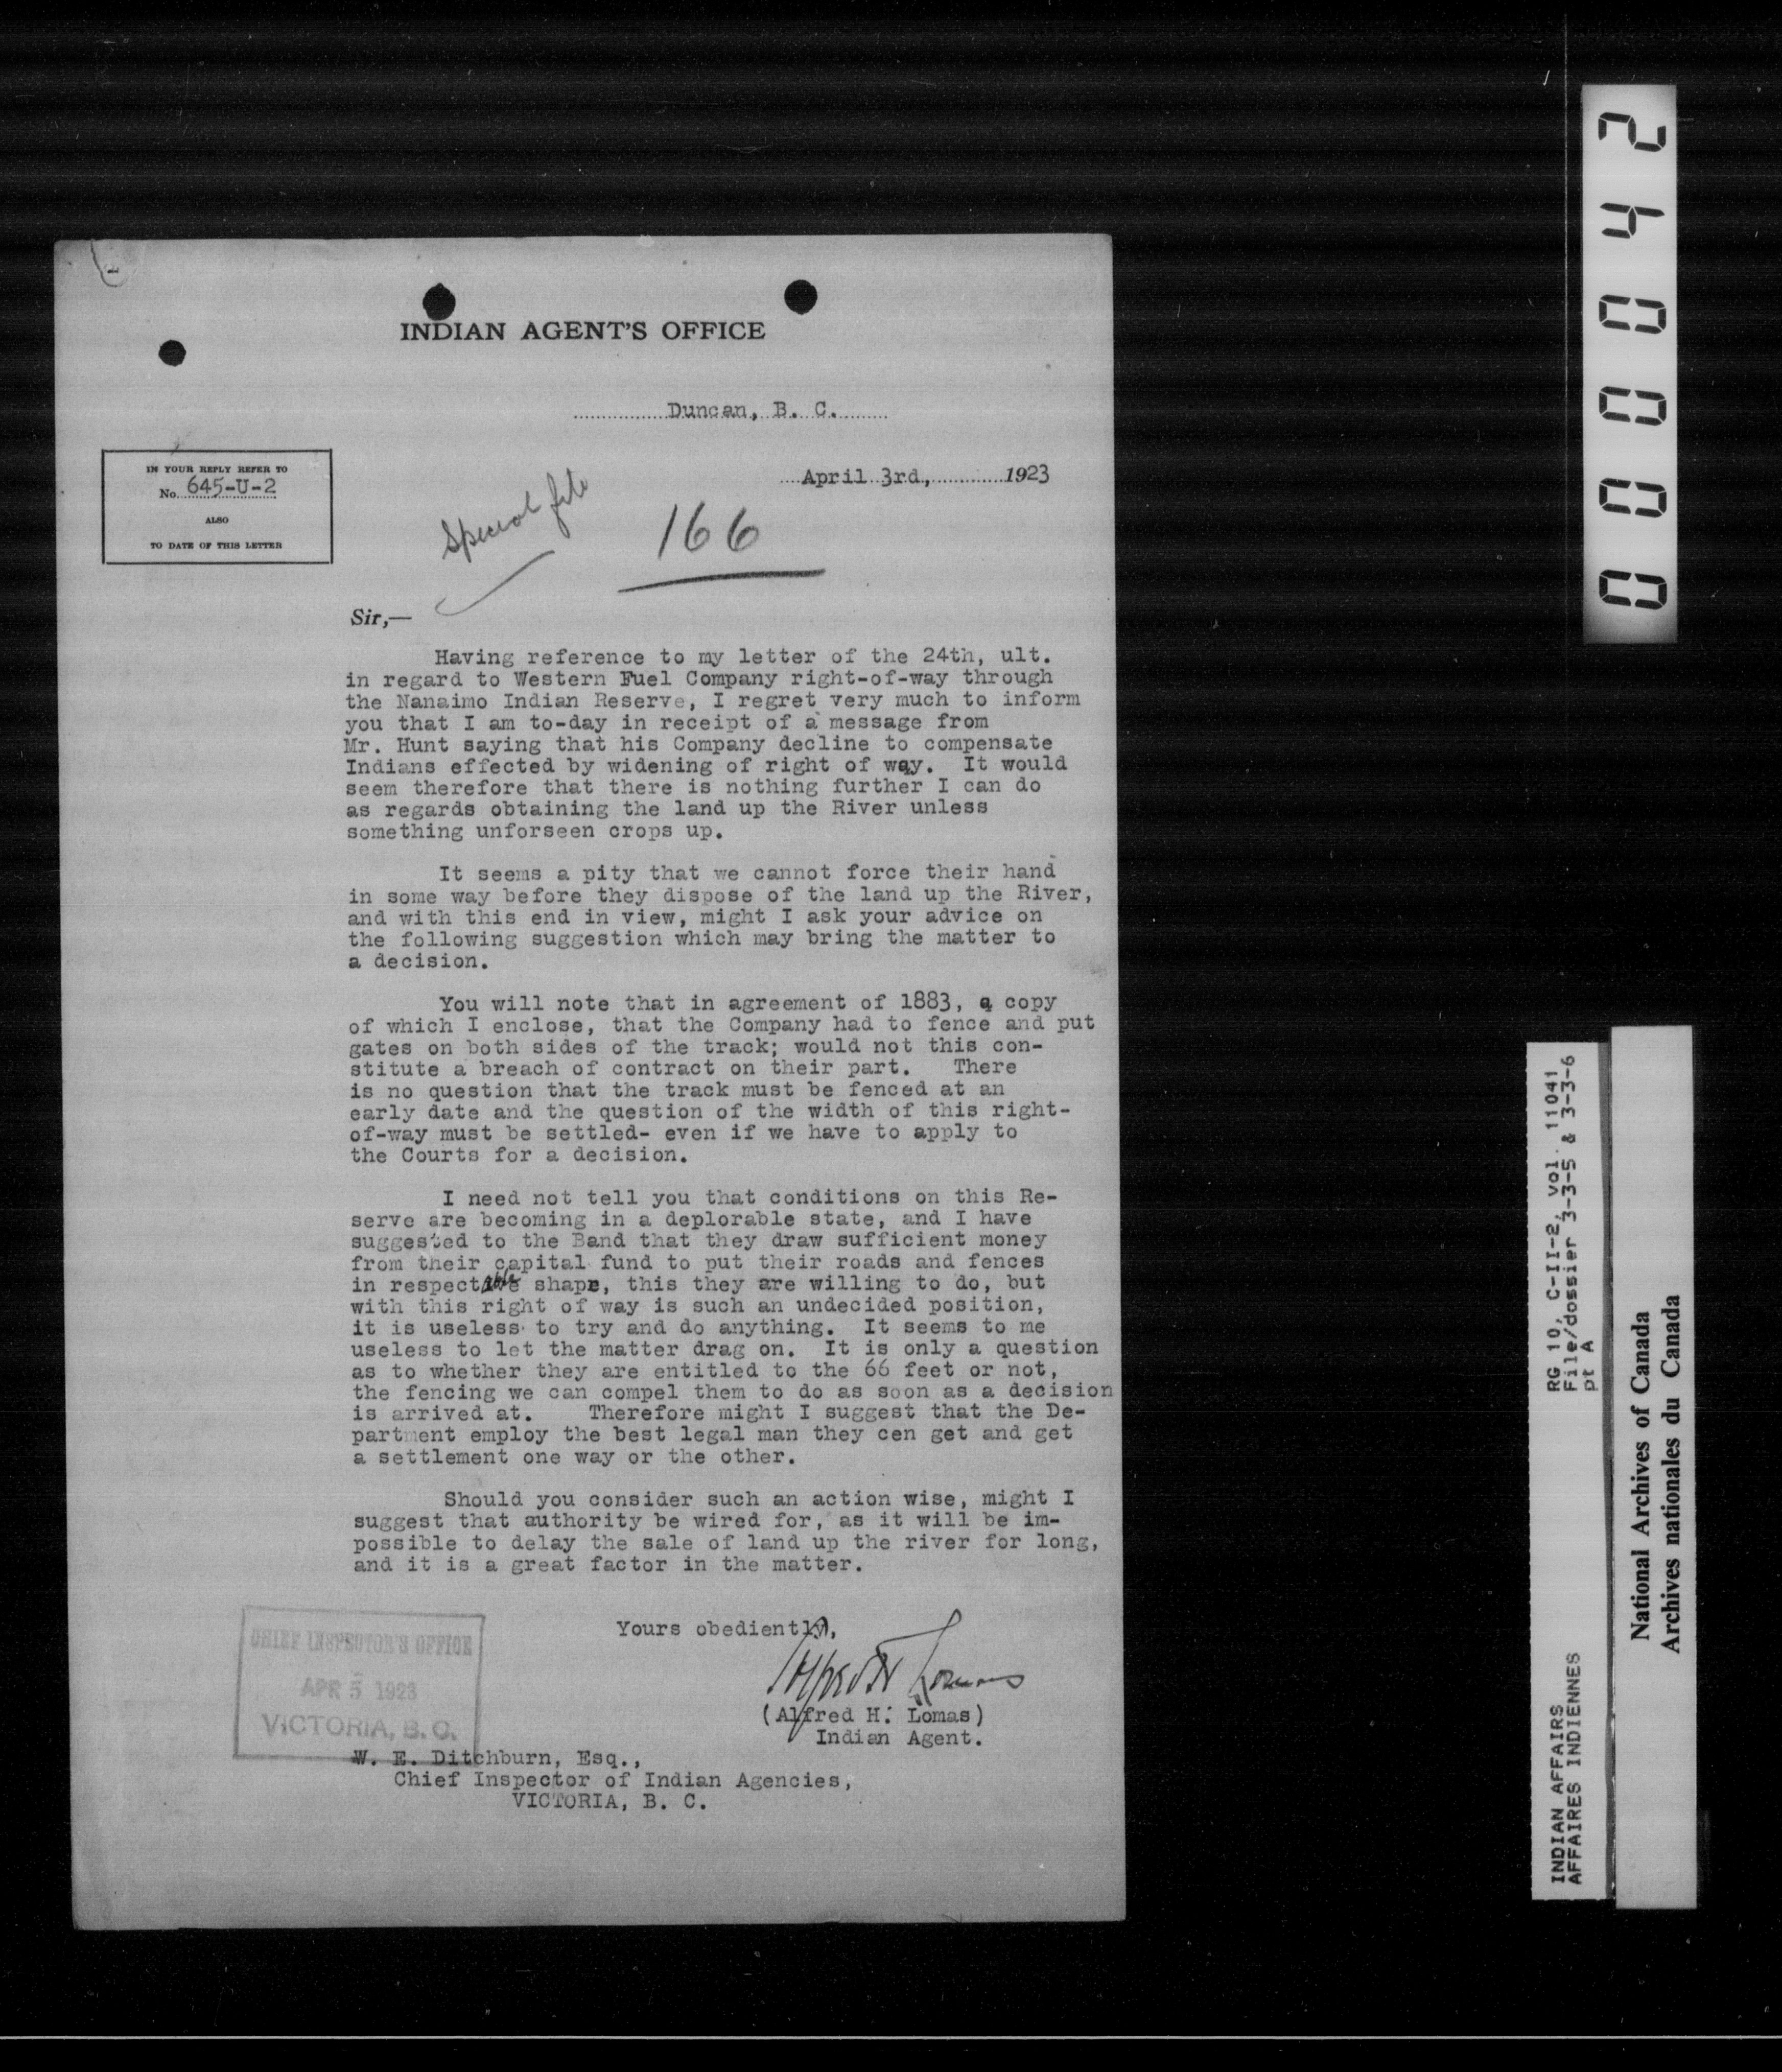 INDIAN AGENT'S OFFICE
Duncan, B. C.
April 3rd, 1923
IN YOUR REPLY REFER TO
No. 645-U-2
ALSO
TO DATE OF THIS LETTER
Special file
166
Sir,—
Having reference to my letter of the 24th, ult.
in regard to Western Fuel Company right-of-way through
the Nanaimo Indian Reserve, I regret very much to inform
you that I am to-day in receipt of a message from
Mr. Hunt saying that his Company decline to compensate
Indians effected by widening of right of way. It would
seem therefore that there is nothing further I can do
as regards obtaining the land up the River unless
something unforseen crops up.
It seems a pity that we cannot force their hand
in some way before they dispose of the land up the River,
and with this end in view, might I ask your advice on
the following suggestion which may bring the matter to
a decision.
You will note that in agreement of 1883, a copy
of which I enclose, that the Company had to fence and put
gates on both sides of the track; would not this con-
stitute a breach of contract on their part. There
is no question that the track must be fenced at an
early date and the question of the width of this right-
of-way must be settled- even if we have to apply to
the Courts for a decision.
I need not tell you that conditions on this Re-
serve are becoming in a deplorable state, and I have
suggested to the Band that they draw sufficient money
from their capital fund to put their roads and fences
in respectable shape, this they are willing to do, but
with this right of way is such an undecided position,
it is useless to try and do anything. It seems to me
useless to let the matter drag on. It is only a question
as to whether they are entitled to the 66 feet or not,
the fencing we can compel them to do as soon as a decision
is arrived at. Therefore might I suggest that the De-
partment employ the best legal man they cen get and get
a settlement one way or the other.
Should you consider such an action wise, might I
suggest that authority be wired for, as it will be im-
possible to delay the sale of land up the river for long,
and it is a great factor in the matter.
Yours obediently,
Alfred H Lomas
(Alfred H. Lomas)
Indian Agent.
CHIEF INSPECTOR'S OFFICE
APR 5 1923
VICTORIA, B. C.
W. E. Ditchburn, Esq.,
Chief Inspector of Indian Agencies,
VICTORIA, B. C.
000042
INDIAN AFFAIRS RG 10, C-II-2, vol. 11041
AFFAIRES INDIENNES File/dossier 3-3-5 & 3-3-6
pt A
National Archives of Canada
Archives nationales du Canada